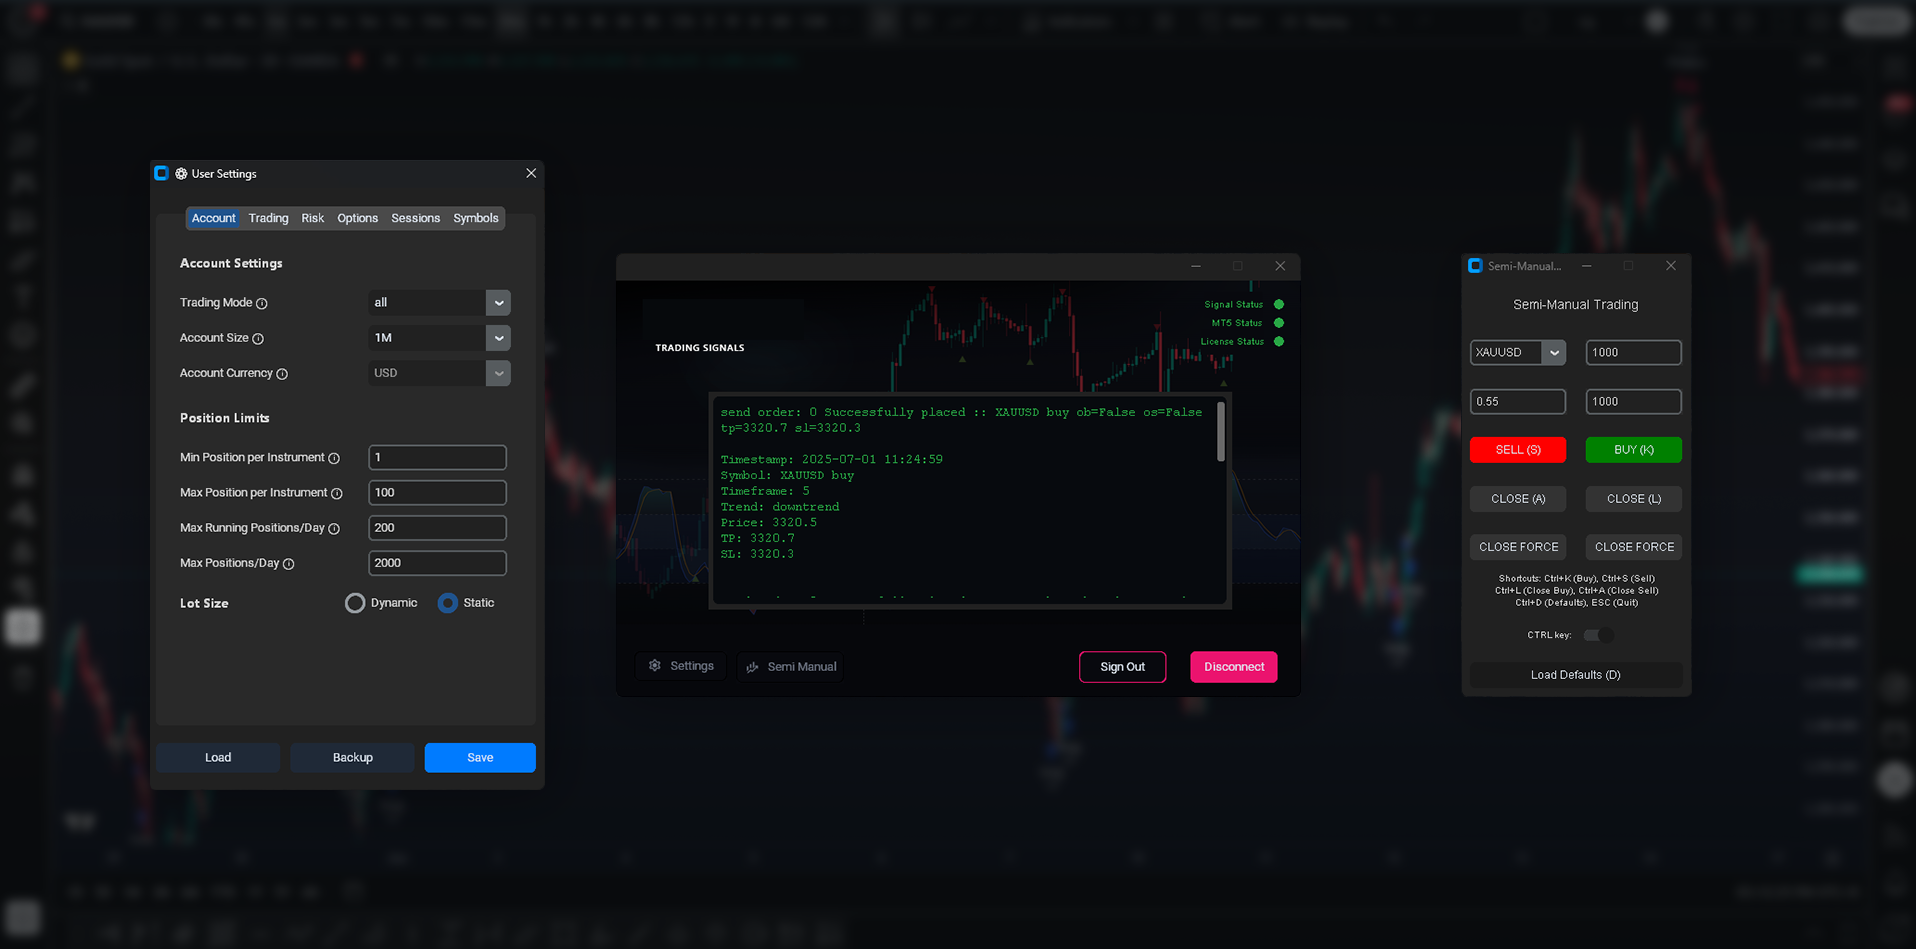 User Settings
Account Trading Risk Options Sessions Symbols
Account Settings
Trading Mode all
Account Size 1M
Account Currency USD
Position Limits
Min Position per Instrument 1
Max Position per Instrument 100
Max Running Positions/Day 200
Max Positions/Day 2000
Lot Size Dynamic Static
Load Backup Save
Signal Status
MT5 Status
License Status
TRADING SIGNALS
send order: 0 Successfully placed :: XAUUSD buy ob=False os=False
tp=3320.7 sl=3320.3
Timestamp: 2025-07-01 11:24:59
Symbol: XAUUSD buy
Timeframe: 5
Trend: downtrend
Price: 3320.5
TP: 3320.7
SL: 3320.3
Settings Semi Manual Sign Out Disconnect
Semi-Manual...
Semi-Manual Trading
XAUUSD 1000
0.55 1000
SELL (S) BUY (K)
CLOSE (A) CLOSE (L)
CLOSE FORCE CLOSE FORCE
Shortcuts: Ctrl+K (Buy), Ctrl+S (Sell)
Ctrl+L (Close Buy), Ctrl+A (Close Sell)
Ctrl+D (Defaults), ESC (Quit)
CTRL key:
Load Defaults (D)